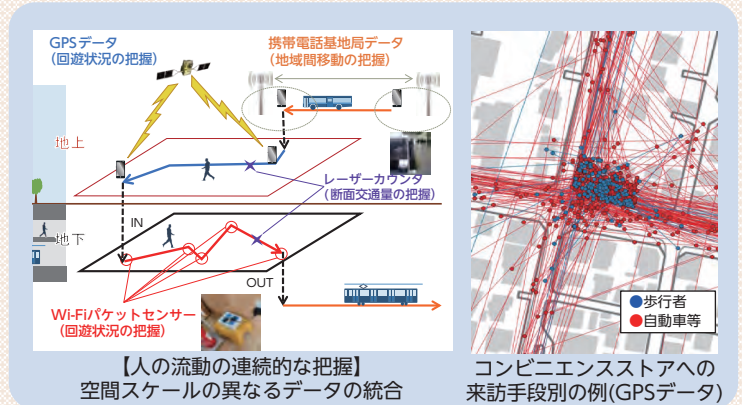 GPSデータ
(回遊状況の把握)
携帯電話基地局データ
(地域間移動の把握)
地上
レーザーカウンタ
(断面交通量の把握)
IN
地下
OUT
Wi-Fiパケットセンサー
(回遊状況の把握)
【人の流動の連続的な把握】
空間スケールの異なるデータの統合
歩行者
自動車等
コンビニエンスストアへの
来訪手段別の例(GPSデータ)